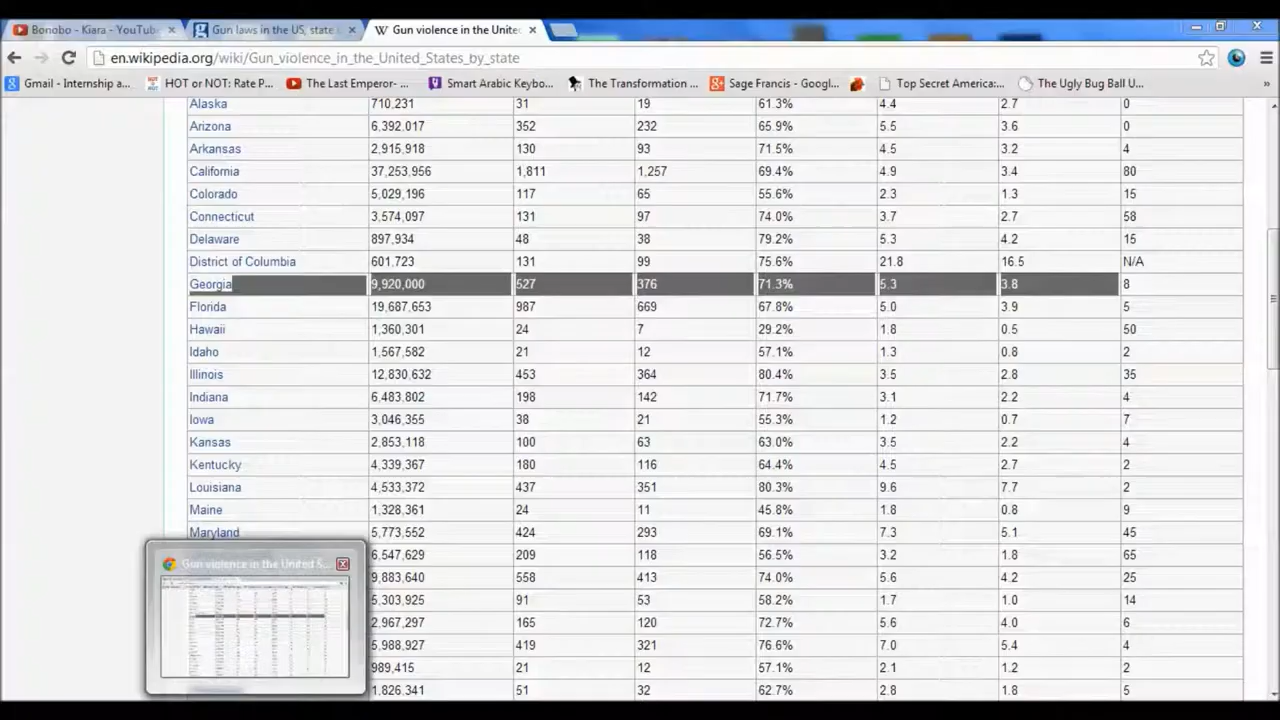 Bonobo - Kiara - YouTube
Gun laws in the US, state b
Gun violence in the Unite
en.wikipedia.org/wiki/Gun_violence_in_the_United_States_by_state
Gmail - Internship a...
HOT or NOT: Rate P...
The Last Emperor-...
Smart Arabic Keybo...
The Transformation ...
Sage Francis - Googl...
Top Secret America:...
The Ugly Bug Ball U...
»
Alaska 710,231 31 19 61.3% 4.4 2.7 0
Arizona 6,392,017 352 232 65.9% 5.5 3.6 0
Arkansas 2,915,918 130 93 71.5% 4.5 3.2 4
California 37,253,956 1,811 1,257 69.4% 4.9 3.4 80
Colorado 5,029,196 117 65 55.6% 2.3 1.3 15
Connecticut 3,574,097 131 97 74.0% 3.7 2.7 58
Delaware 897,934 48 38 79.2% 5.3 4.2 15
District of Columbia 601,723 131 99 75.6% 21.8 16.5 N/A
Georgia 9,920,000 527 376 71.3% 5.3 3.8 8
Florida 19,687,653 987 669 67.8% 5.0 3.9 5
Hawaii 1,360,301 24 7 29.2% 1.8 0.5 50
Idaho 1,567,582 21 12 57.1% 1.3 0.8 2
Illinois 12,830,632 453 364 80.4% 3.5 2.8 35
Indiana 6,483,802 198 142 71.7% 3.1 2.2 4
Iowa 3,046,355 38 21 55.3% 1.2 0.7 7
Kansas 2,853,118 100 63 63.0% 3.5 2.2 4
Kentucky 4,339,367 180 116 64.4% 4.5 2.7 2
Louisiana 4,533,372 437 351 80.3% 9.6 7.7 2
Maine 1,328,361 24 11 45.8% 1.8 0.8 9
Maryland 5,773,552 424 293 69.1% 7.3 5.1 45
6,547,629 209 118 56.5% 3.2 1.8 65
9,883,640 558 413 74.0% 5.6 4.2 25
5,303,925 91 53 58.2% 1.7 1.0 14
2,967,297 165 120 72.7% 5.6 4.0 6
5,988,927 419 321 76.6% 7.0 5.4 4
989,415 21 12 57.1% 2.1 1.2 2
1,826,341 51 32 62.7% 2.8 1.8 5
Gun violence in the United S...